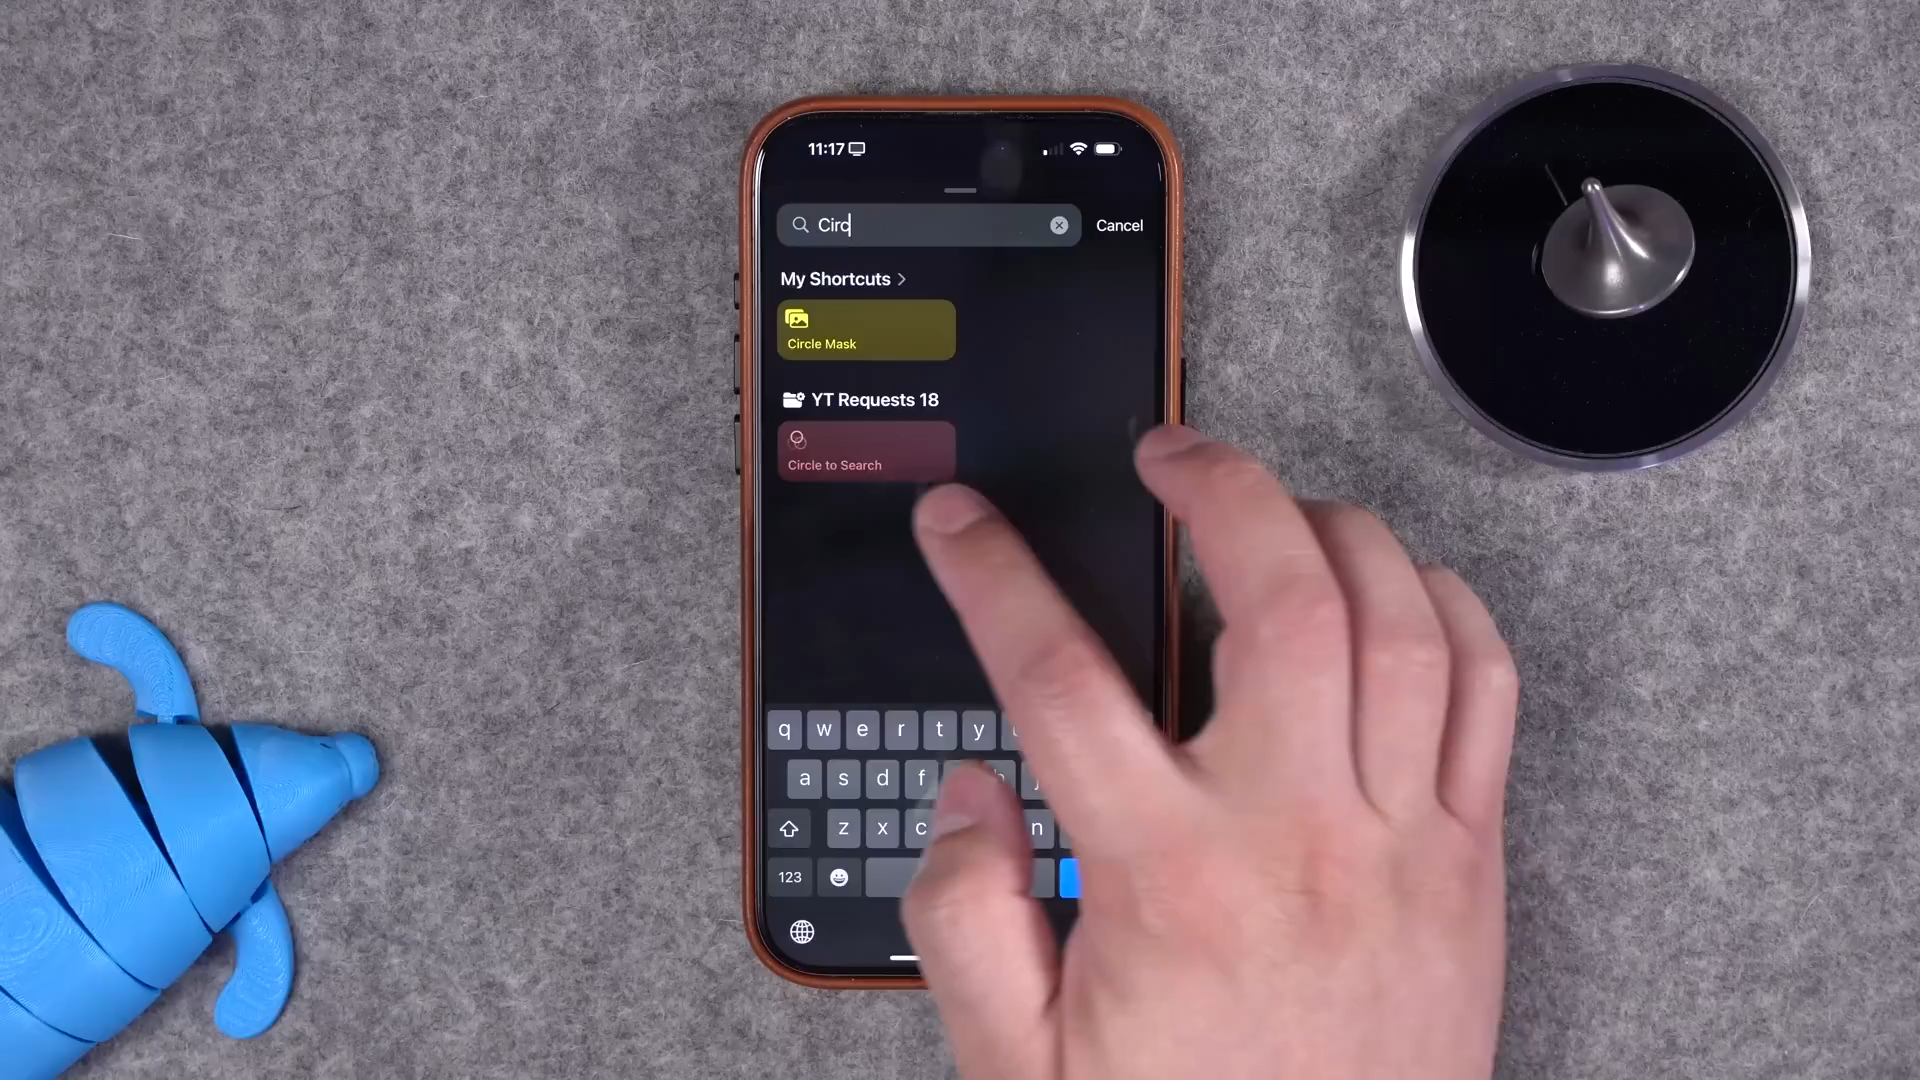 11:17
Circ
Cancel
My Shortcuts
Circle Mask
YT Requests 18
Circle to Search
q w e r t y
a s d f
z x c n
123